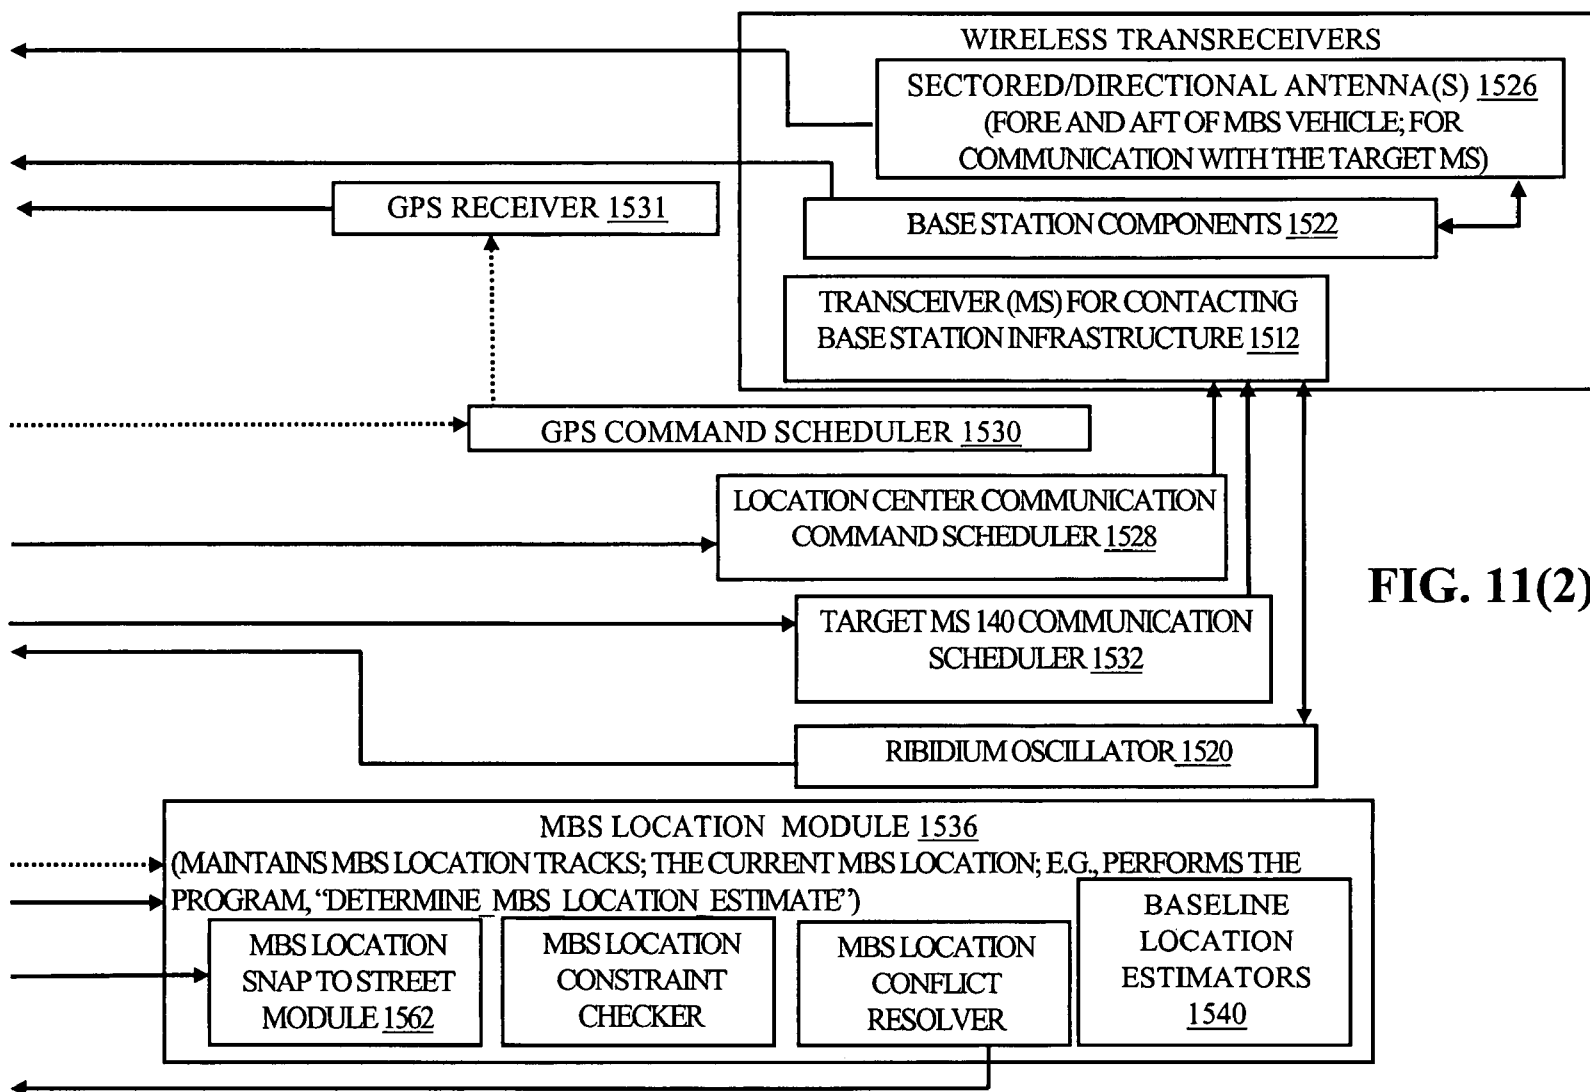 WIRELESS TRANSRECEIVERS
SECTORED/DIRECTIONAL ANTENNA(S) 1526
(FORE AND AFT OF MBS VEHICLE; FOR
COMMUNICATION WITH THE TARGET MS)
GPS RECEIVER 1531
BASE STATION COMPONENTS 1522
TRANSCEIVER (MS) FOR CONTACTING
BASE STATION INFRASTRUCTURE 1512
GPS COMMAND SCHEDULER 1530
LOCATION CENTER COMMUNICATION
COMMAND SCHEDULER 1528
FIG. 11(2)
TARGET MS 140 COMMUNICATION
SCHEDULER 1532
RIBIDIUM OSCILLATOR 1520
MBS LOCATION MODULE 1536
(MAINTAINS MBS LOCATION TRACKS; THE CURRENT MBS LOCATION; E.G., PERFORMS THE
PROGRAM, “DETERMINE_MBS_LOCATION_ESTIMATE”)
MBS LOCATION
SNAP TO STREET
MODULE 1562
MBS LOCATION
CONSTRAINT
CHECKER
MBS LOCATION
CONFLICT
RESOLVER
BASELINE
LOCATION
ESTIMATORS
1540